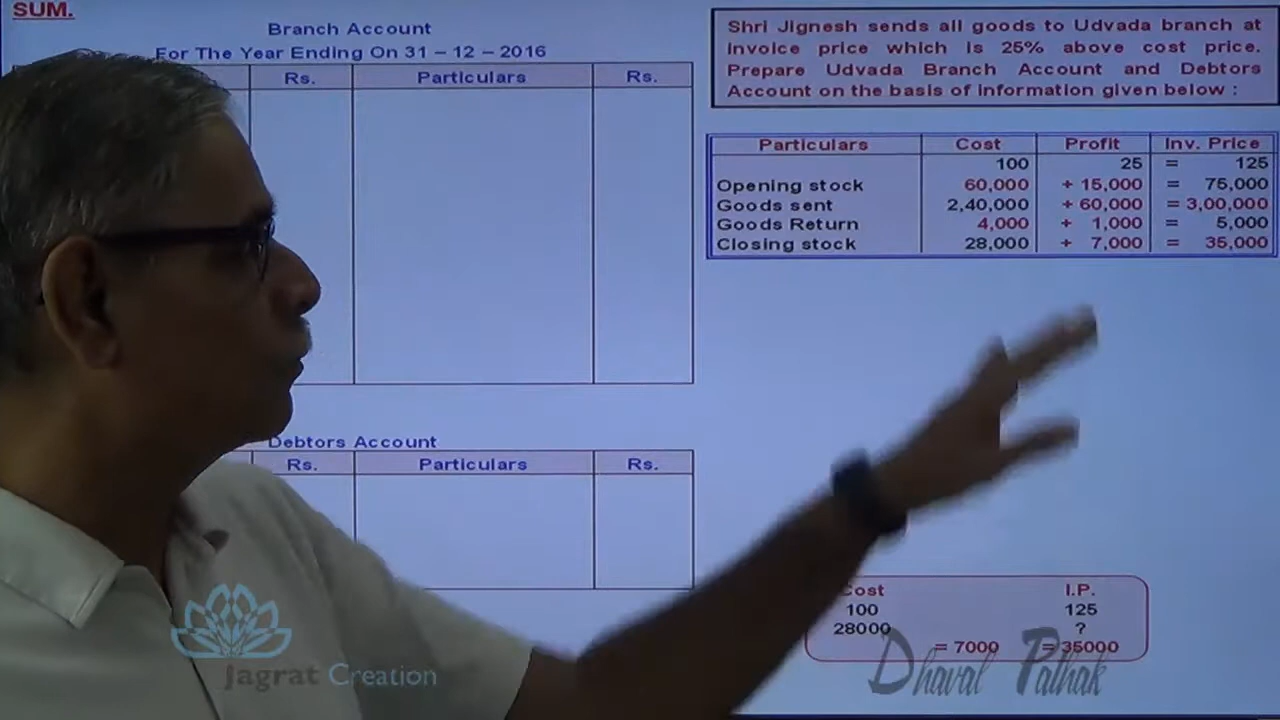 SUM.
Branch Account
For The Year Ending On 31 – 12 – 2016
Rs. Particulars Rs.
Debtors Account
Rs. Particulars Rs.
Shri Jignesh sends all goods to Udvada branch at
invoice price which is 25% above cost price.
Prepare Udvada Branch Account and Debtors
Account on the basis of information given below :
Particulars Cost Profit Inv. Price
100 25 = 125
Opening stock 60,000 + 15,000 = 75,000
Goods sent 2,40,000 + 60,000 = 3,00,000
Goods Return 4,000 + 1,000 = 5,000
Closing stock 28,000 + 7,000 = 35,000
Cost I.P.
100 125
28000 ?
= 7000 = 35000
Jagrat Creation
Dhaval Pathak